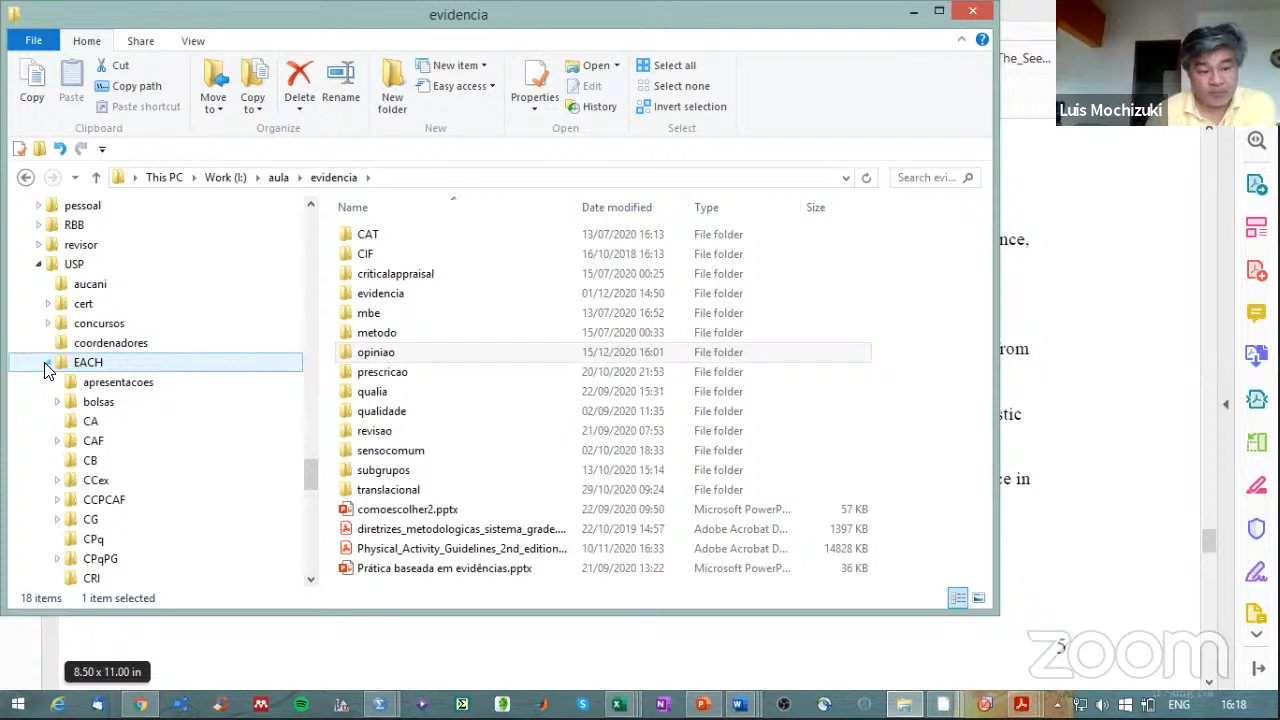 evidencia
File
Home
Share
View
Copy
Paste
Cut
Copy path
Paste shortcut
Clipboard
Move to
Copy to
Delete
Rename
Organize
New folder
New item
Easy access
New
Properties
Open
Edit
History
Open
Select all
Select none
Invert selection
Select
This PC
Work (I:)
aula
evidencia
Search evi...
pessoal
RBB
revisor
USP
aucani
cert
concursos
coordenadores
EACH
apresentacoes
bolsas
CA
CAF
CB
CCex
CCPCAF
CG
CPq
CPqPG
CRI
Name Date modified Type Size
CAT 13/07/2020 16:13 File folder
CIF 16/10/2018 16:13 File folder
criticalappraisal 15/07/2020 00:25 File folder
evidencia 01/12/2020 14:50 File folder
mbe 13/07/2020 16:52 File folder
metodo 15/07/2020 00:33 File folder
opiniao 15/12/2020 16:01 File folder
prescricao 20/10/2020 21:53 File folder
qualia 22/09/2020 15:31 File folder
qualidade 02/09/2020 11:35 File folder
revisao 21/09/2020 07:53 File folder
sensocomum 02/10/2020 18:33 File folder
subgrupos 13/10/2020 15:14 File folder
translacional 29/10/2020 09:24 File folder
comoescolher2.pptx 22/09/2020 09:50 Microsoft PowerP... 57 KB
diretrizes_metodologicas_sistema_grade-... 22/10/2019 14:57 Adobe Acrobat D... 1397 KB
Physical_Activity_Guidelines_2nd_edition... 10/11/2020 16:33 Adobe Acrobat D... 14828 KB
Prática baseada em evidências.pptx 21/09/2020 13:22 Microsoft PowerP... 36 KB
18 items 1 item selected
The_See...
Luis Mochizuki
nce,
rom
stic
ce in
5
zoom
8.50 x 11.00 in
ENG
16:18